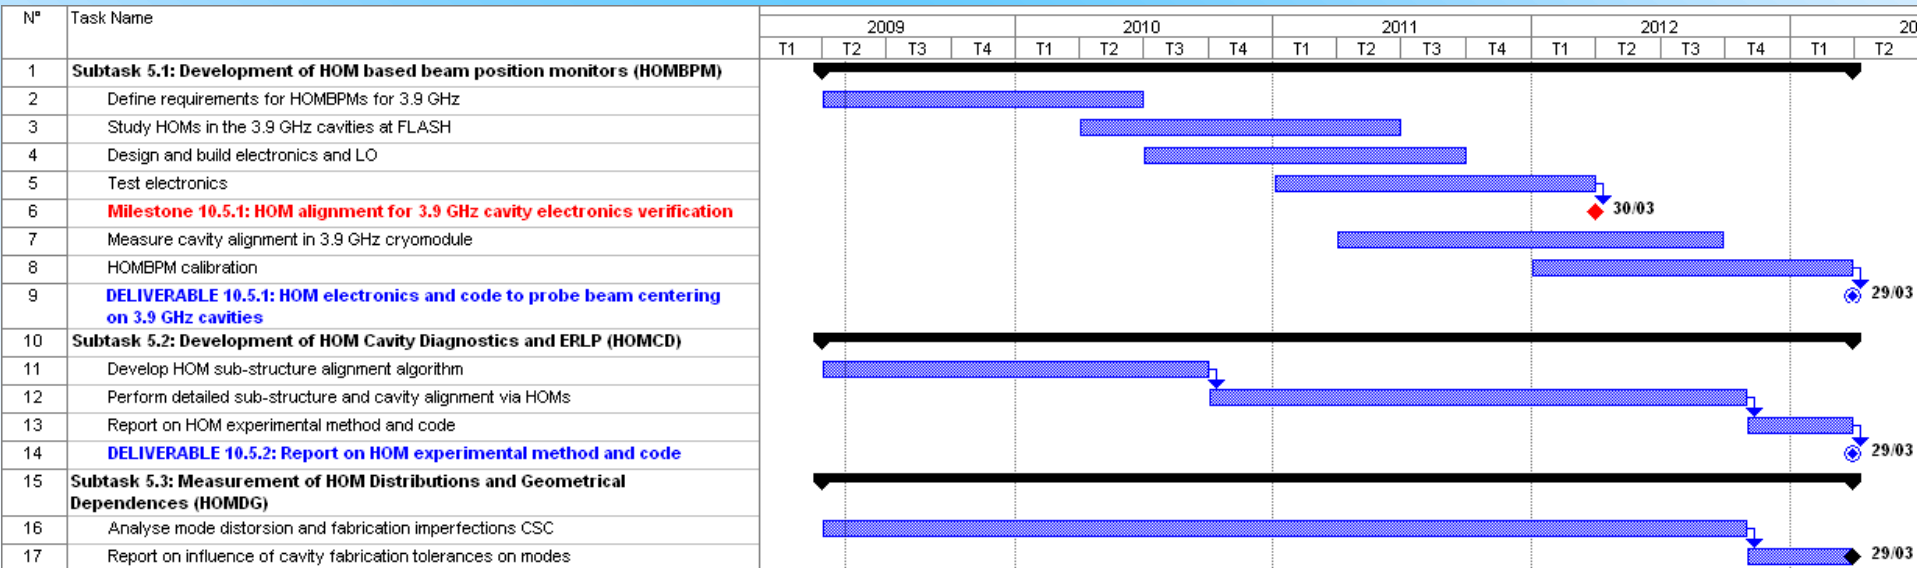 N° Task Name
2009 2010 2011 2012 20
T1 T2 T3 T4 T1 T2 T3 T4 T1 T2 T3 T4 T1 T2 T3 T4 T1 T2
1 Subtask 5.1: Development of HOM based beam position monitors (HOMBPM)
2 Define requirements for HOMBPMs for 3.9 GHz
3 Study HOMs in the 3.9 GHz cavities at FLASH
4 Design and build electronics and LO
5 Test electronics
6 Milestone 10.5.1: HOM alignment for 3.9 GHz cavity electronics verification 30/03
7 Measure cavity alignment in 3.9 GHz cryomodule
8 HOMBPM calibration
9 DELIVERABLE 10.5.1: HOM electronics and code to probe beam centering 29/03
on 3.9 GHz cavities
10 Subtask 5.2: Development of HOM Cavity Diagnostics and ERLP (HOMCD)
11 Develop HOM sub-structure alignment algorithm
12 Perform detailed sub-structure and cavity alignment via HOMs
13 Report on HOM experimental method and code
14 DELIVERABLE 10.5.2: Report on HOM experimental method and code 29/03
15 Subtask 5.3: Measurement of HOM Distributions and Geometrical
Dependences (HOMDG)
16 Analyse mode distorsion and fabrication imperfections CSC
17 Report on influence of cavity fabrication tolerances on modes 29/03